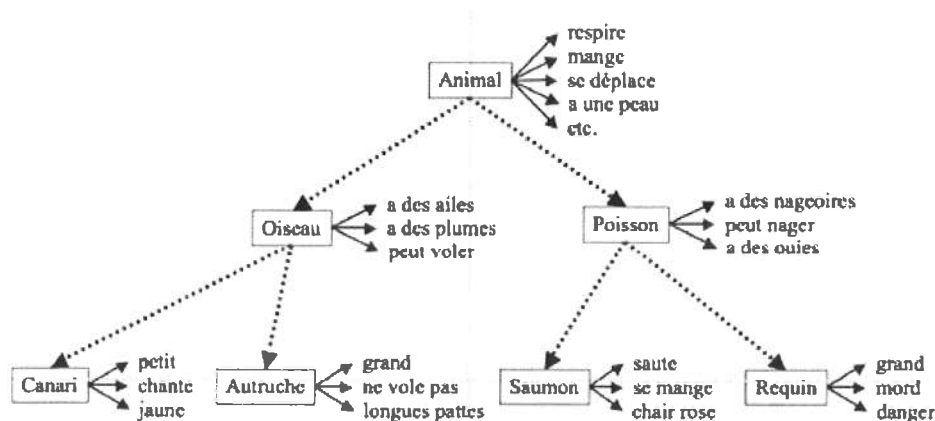 respire
mange
Animal
se déplace
a une peau
etc.
a des ailes
Oiseau
a des plumes
peut voler
a des nageoires
Poisson
peut nager
a des ouies
petit
Canari
chante
jaune
grand
Autruche
ne vole pas
longues pattes
saute
Saumon
se mange
chair rose
grand
Requin
mord
danger